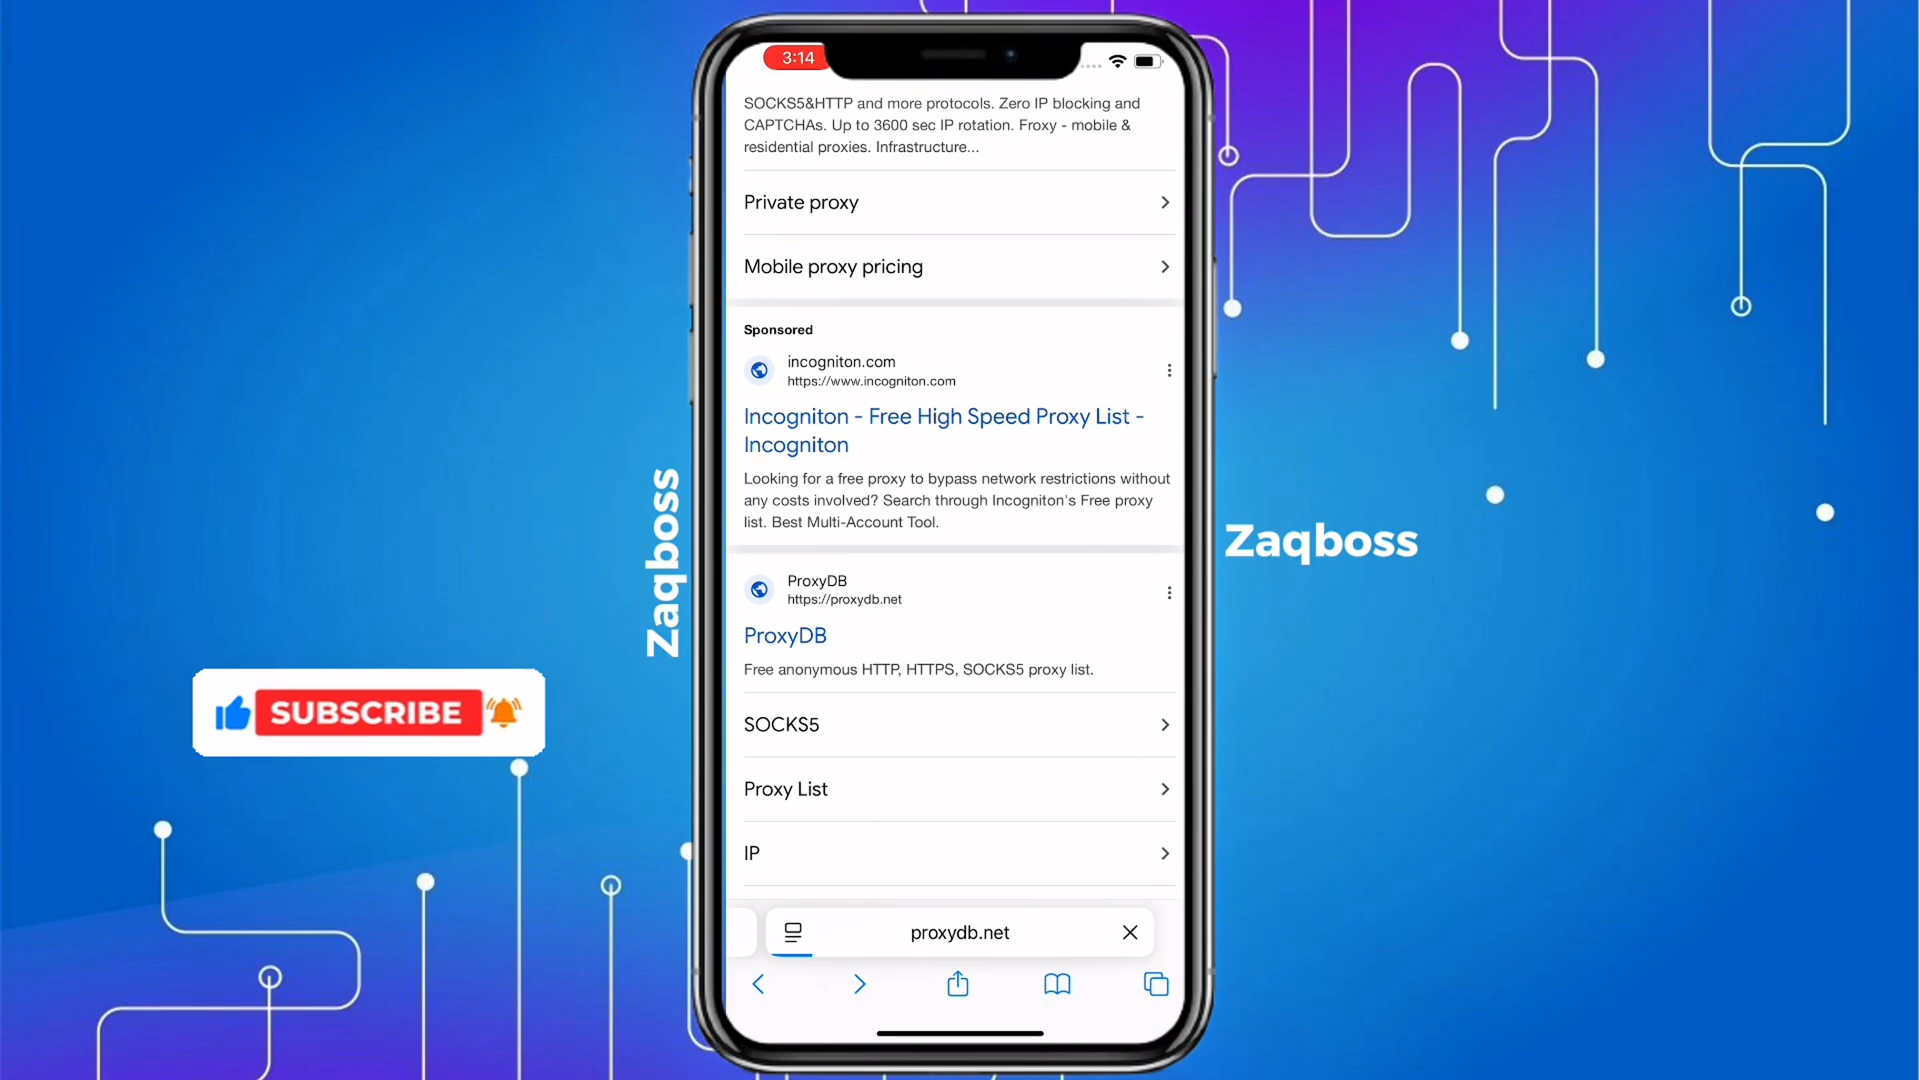 3:14
SOCKS5&HTTP and more protocols. Zero IP blocking and
CAPTCHAs. Up to 3600 sec IP rotation. Froxy - mobile &
residential proxies. Infrastructure...
Private proxy
Mobile proxy pricing
Sponsored
incogniton.com
https://www.incogniton.com
Incogniton - Free High Speed Proxy List -
Incogniton
Looking for a free proxy to bypass network restrictions without
any costs involved? Search through Incogniton's Free proxy
list. Best Multi-Account Tool.
ProxyDB
https://proxydb.net
ProxyDB
Free anonymous HTTP, HTTPS, SOCKS5 proxy list.
SOCKS5
Proxy List
IP
proxydb.net
Zaqboss
Zaqboss
SUBSCRIBE